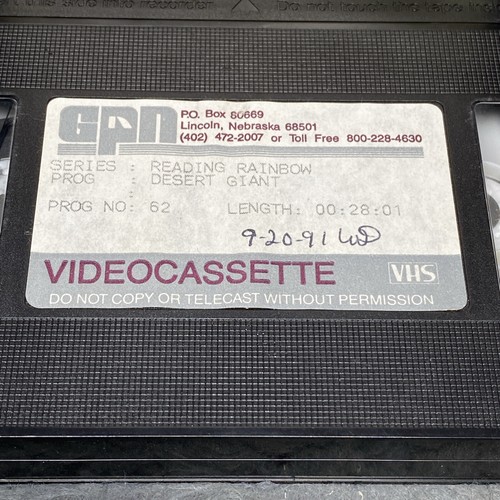 GPN
P.O. Box 80669
Lincoln, Nebraska 68501
(402) 472-2007 or Toll Free 800-228-4630
SERIES : READING RAINBOW
PROG : DESERT GIANT
:
PROG NO: 62 LENGTH: 00:28:01
9-20-91
VIDEOCASSETTE VHS
DO NOT COPY OR TELECAST WITHOUT PERMISSION